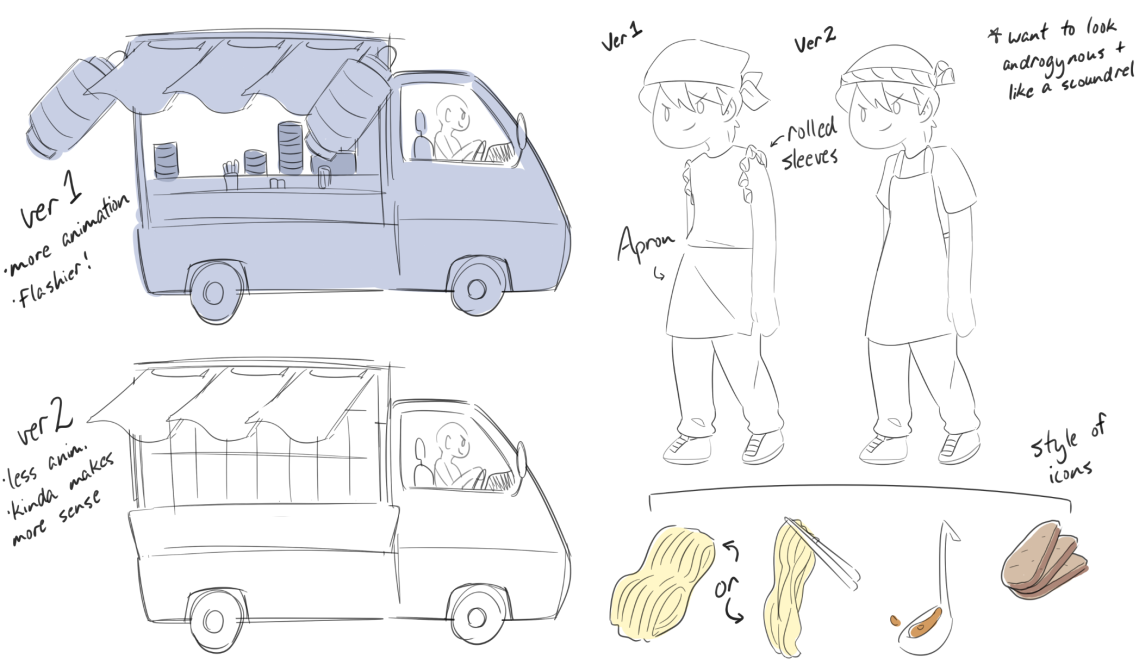 ver 1
•more animation
•Flashier!
ver 2
•less anim.
•kinda makes
more sense
Ver 1
Ver 2
* want to look
androgynous +
like a scoundrel
rolled
sleeves
Apron
style of
icons
or